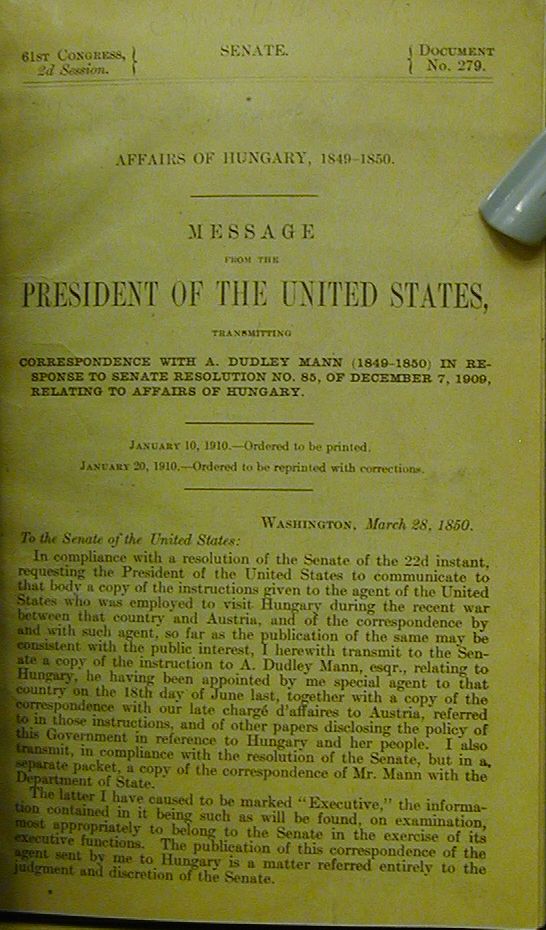 61ST CONGRESS, 2d Session. } SENATE. { DOCUMENT No. 279.
AFFAIRS OF HUNGARY, 1849–1850.
MESSAGE
FROM THE
PRESIDENT OF THE UNITED STATES,
TRANSMITTING
CORRESPONDENCE WITH A. DUDLEY MANN (1849–1850) IN RE-
SPONSE TO SENATE RESOLUTION NO. 85, OF DECEMBER 7, 1909,
RELATING TO AFFAIRS OF HUNGARY.
JANUARY 10, 1910.—Ordered to be printed.
JANUARY 20, 1910.—Ordered to be reprinted with corrections.
WASHINGTON, March 28, 1850.
To the Senate of the United States:
In compliance with a resolution of the Senate of the 22d instant,
requesting the President of the United States to communicate to
that body a copy of the instructions given to the agent of the United
States who was employed to visit Hungary during the recent war
between that country and Austria, and of the correspondence by
and with such agent, so far as the publication of the same may be
consistent with the public interest, I herewith transmit to the Sen-
ate a copy of the instruction to A. Dudley Mann, esqr., relating to
Hungary, he having been appointed by me special agent to that
country on the 18th day of June last, together with a copy of the
correspondence with our late chargé d'affaires to Austria, referred
to in those instructions, and of other papers disclosing the policy of
this Government in reference to Hungary and her people. I also
transmit, in compliance with the resolution of the Senate, but in a
separate packet, a copy of the correspondence of Mr. Mann with the
Department of State.
The latter I have caused to be marked "Executive," the informa-
tion contained in it being such as will be found, on examination,
most appropriately to belong to the Senate in the exercise of its
executive functions. The publication of this correspondence of the
agent sent by me to Hungary is a matter referred entirely to the
judgment and discretion of the Senate.